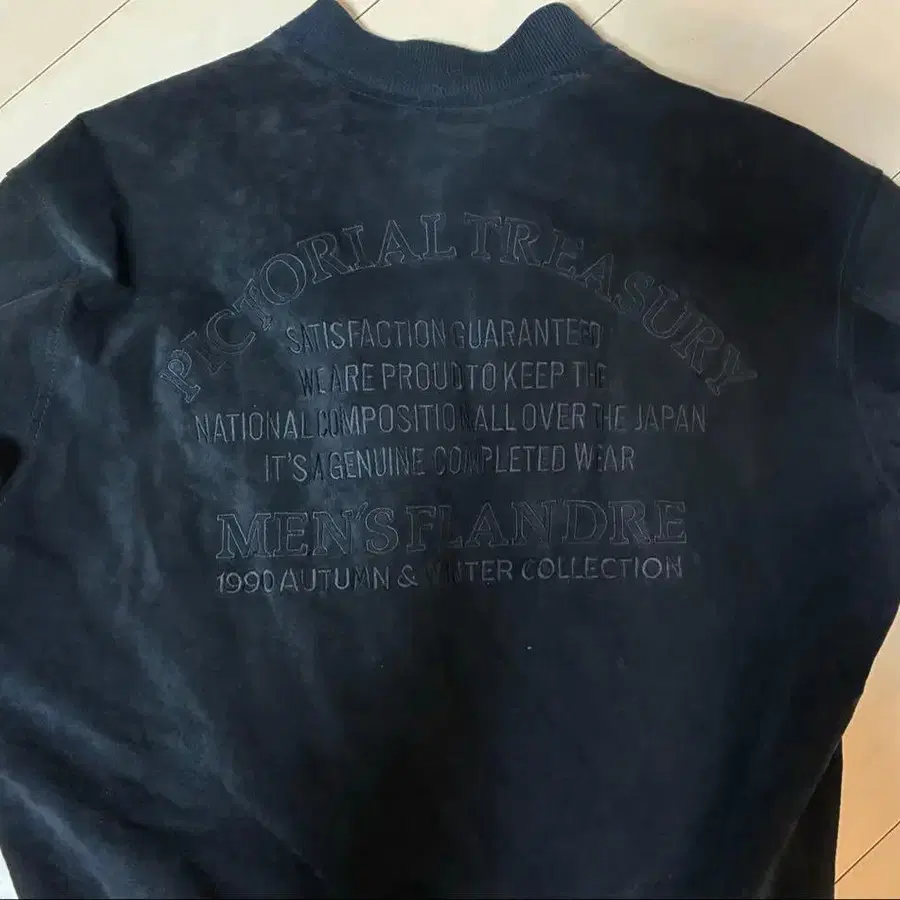 PICTORIAL TREASURY
SATISFACTION GUARANTEED
WE ARE PROUD TO KEEP THE
NATIONAL COMPOSITION ALL OVER THE JAPAN
IT'S A GENUINE COMPLETED WEAR
MEN'S FLANDRE
1990 AUTUMN & WINTER COLLECTION